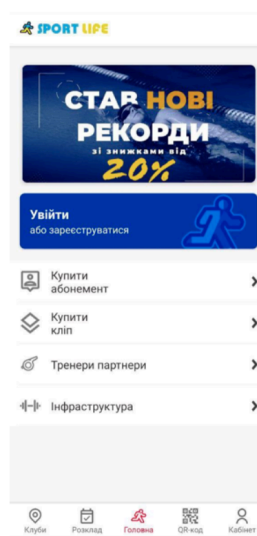 SPORT LIFE
СТАВ НОВІ
РЕКОРДИ
зі знижками від
20%
Увійти
або зареєструватися
Купити
абонемент
Купити
кліп
Тренери партнери
Інфраструктура
Клуби Розклад Головна QR-код Кабінет